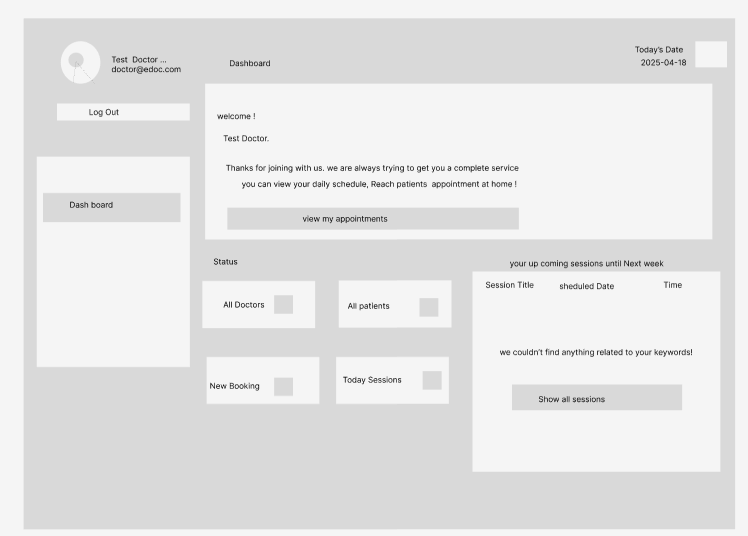 Test Doctor ...
doctor@edoc.com
Dashboard
Today's Date
2025-04-18
Log Out
Dash board
welcome !
Test Doctor.
Thanks for joining with us. we are always trying to get you a complete service
you can view your daily schedule, Reach patients appointment at home !
view my appointments
Status
All Doctors
All patients
New Booking
Today Sessions
your up coming sessions until Next week
Session Title
sheduled Date
Time
we couldn't find anything related to your keywords!
Show all sessions